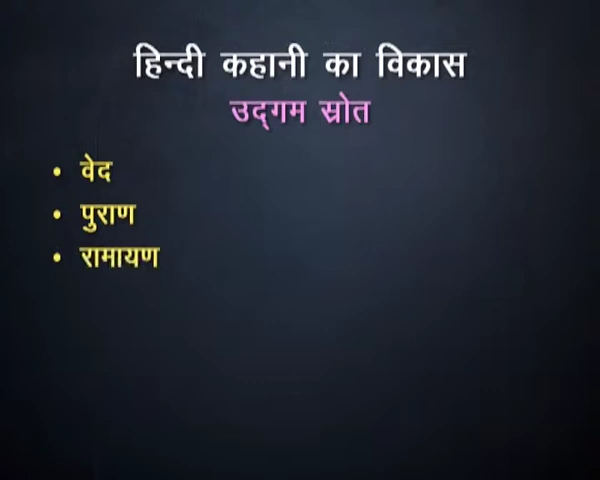 हिन्दी कहानी का विकास
उद्‌गम स्रोत
• वेद
• पुराण
• रामायण